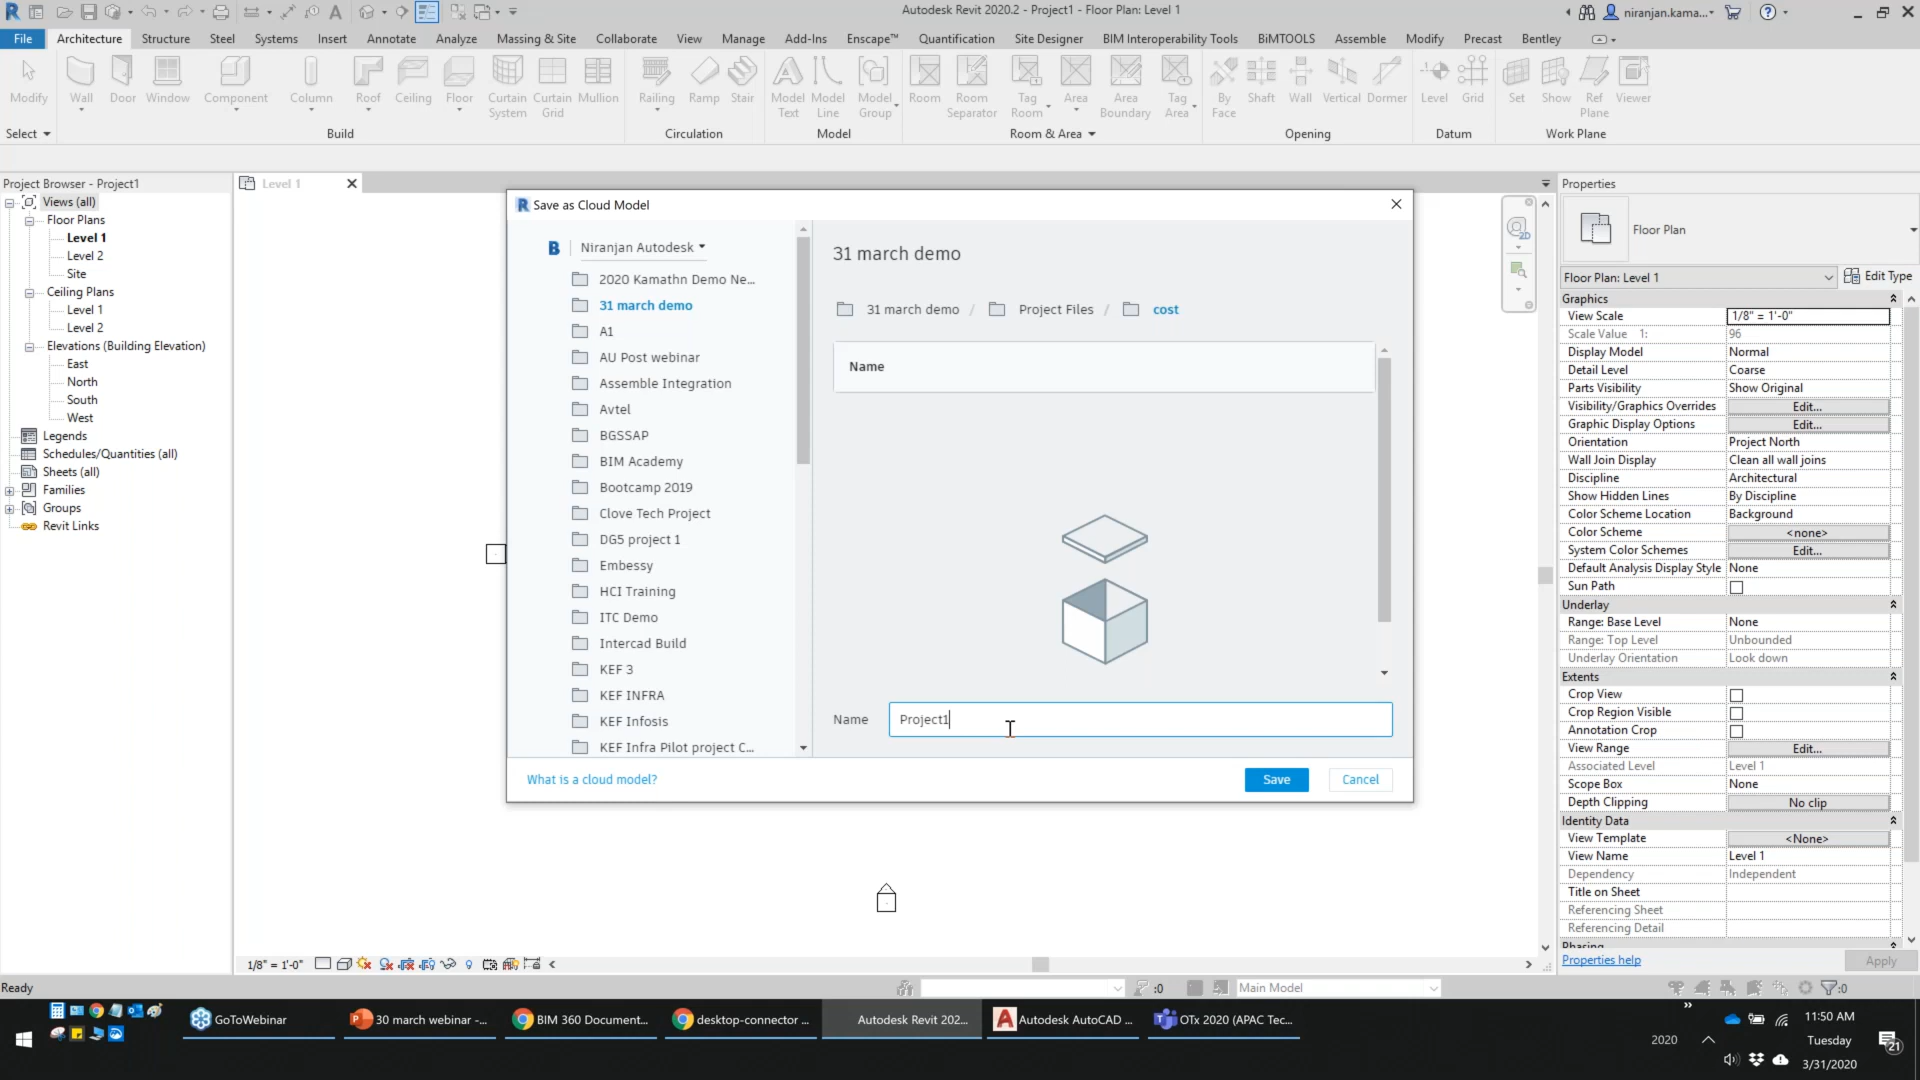 Autodesk Revit 2020.2 - Project1 - Floor Plan: Level 1
niranjan.kama...
File
Architecture
Structure
Steel
Systems
Insert
Annotate
Analyze
Massing & Site
Collaborate
View
Manage
Add-Ins
Enscape™
Quantification
Site Designer
BIM Interoperability Tools
BiMTOOLS
Assemble
Modify
Precast
Bentley
Modify
Wall
Door
Window
Component
Column
Roof
Ceiling
Floor
Curtain System
Curtain Grid
Mullion
Railing
Ramp
Stair
Model Text
Model Line
Model Group
Room
Room Separator
Tag Room
Area
Area Boundary
Tag Area
By Face
Shaft
Wall
Vertical
Dormer
Level
Grid
Set
Show
Ref Plane
Viewer
Select
Build
Circulation
Model
Room & Area
Opening
Datum
Work Plane
Project Browser - Project1
Views (all)
Floor Plans
Level 1
Level 2
Site
Ceiling Plans
Level 1
Level 2
Elevations (Building Elevation)
East
North
South
West
Legends
Schedules/Quantities (all)
Sheets (all)
Families
Groups
Revit Links
Level 1
Save as Cloud Model
Niranjan Autodesk
2020 Kamathn Demo Ne...
31 march demo
A1
AU Post webinar
Assemble Integration
Avtel
BGSSAP
BIM Academy
Bootcamp 2019
Clove Tech Project
DG5 project 1
Embessy
HCI Training
ITC Demo
Intercad Build
KEF 3
KEF INFRA
KEF Infosis
KEF Infra Pilot project C...
31 march demo
31 march demo / Project Files / cost
Name
Name Project1
What is a cloud model?
Save
Cancel
2D
Properties
Floor Plan
Floor Plan: Level 1
Edit Type
Graphics
View Scale 1/8" = 1'-0"
Scale Value 1: 96
Display Model Normal
Detail Level Coarse
Parts Visibility Show Original
Visibility/Graphics Overrides Edit...
Graphic Display Options Edit...
Orientation Project North
Wall Join Display Clean all wall joins
Discipline Architectural
Show Hidden Lines By Discipline
Color Scheme Location Background
Color Scheme <none>
System Color Schemes Edit...
Default Analysis Display Style None
Sun Path
Underlay
Range: Base Level None
Range: Top Level Unbounded
Underlay Orientation Look down
Extents
Crop View
Crop Region Visible
Annotation Crop
View Range Edit...
Associated Level Level 1
Scope Box None
Depth Clipping No clip
Identity Data
View Template <None>
View Name Level 1
Dependency Independent
Title on Sheet
Referencing Sheet
Referencing Detail
Phasing
Properties help
Apply
1/8" = 1'-0"
Ready
:0
Main Model
:0
GoToWebinar
30 march webinar -...
BIM 360 Document...
desktop-connector ...
Autodesk Revit 202...
Autodesk AutoCAD ...
OTx 2020 (APAC Tec...
2020
11:50 AM
Tuesday
3/31/2020
21